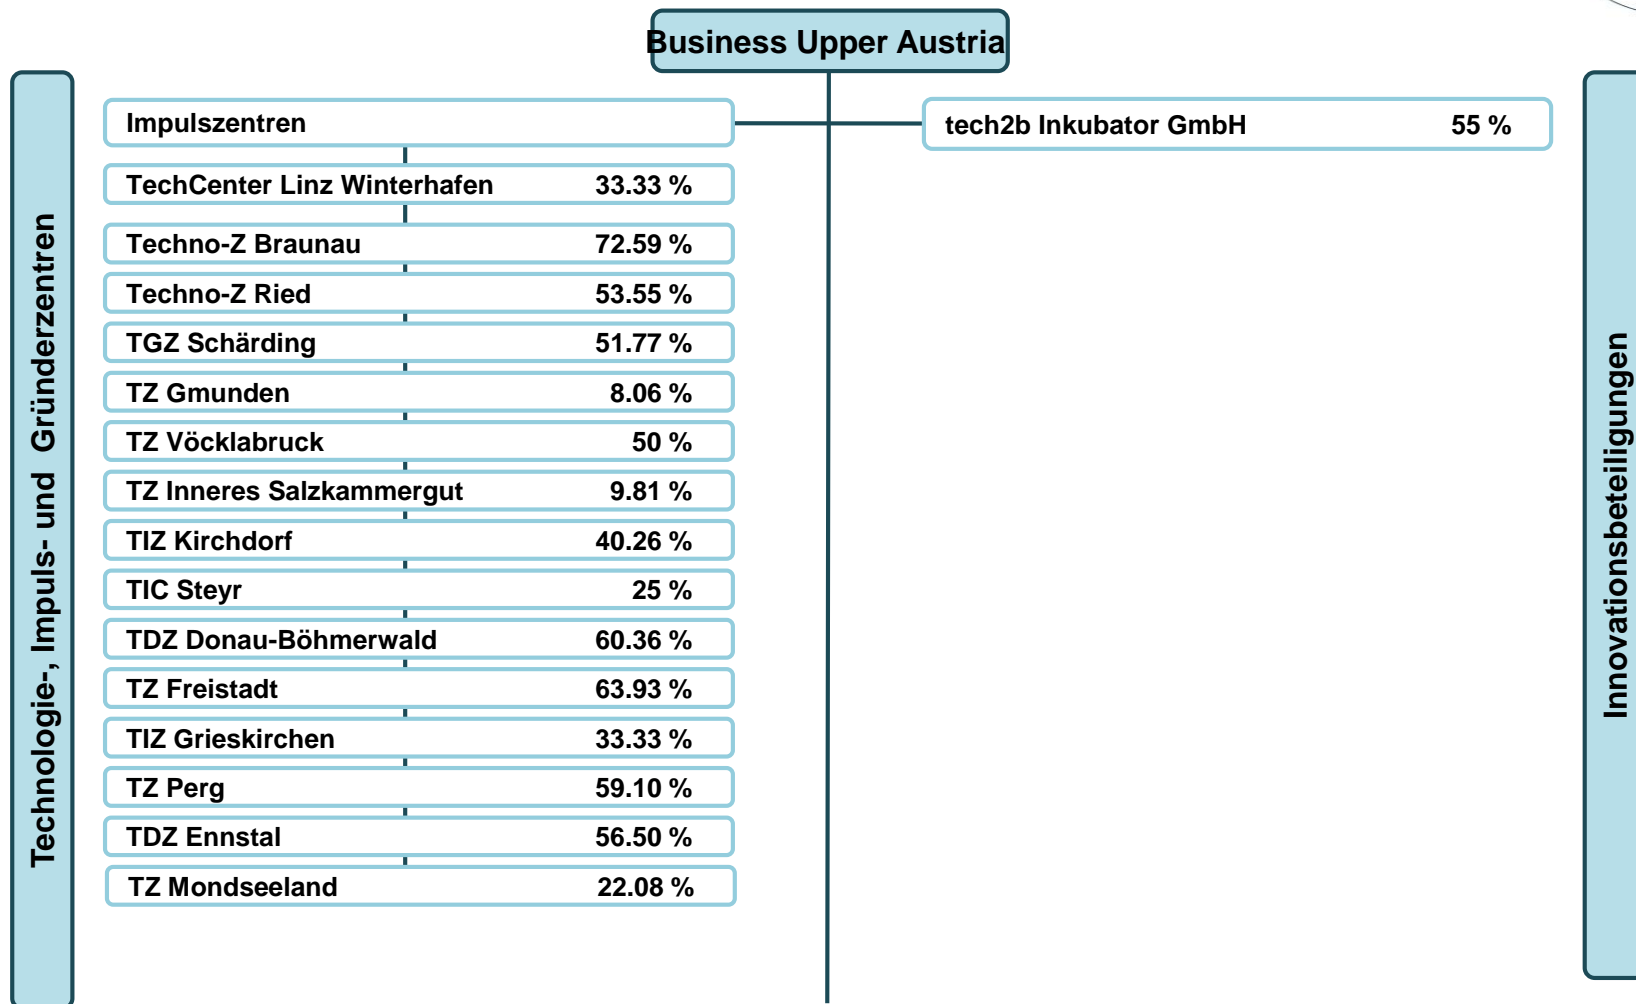 Business Upper Austria
Technologie-, Impuls- und Gründerzentren
Impulszentren
TechCenter Linz Winterhafen 33.33 %
Techno-Z Braunau 72.59 %
Techno-Z Ried 53.55 %
TGZ Schärding 51.77 %
TZ Gmunden 8.06 %
TZ Vöcklabruck 50 %
TZ Inneres Salzkammergut 9.81 %
TIZ Kirchdorf 40.26 %
TIC Steyr 25 %
TDZ Donau-Böhmerwald 60.36 %
TZ Freistadt 63.93 %
TIZ Grieskirchen 33.33 %
TZ Perg 59.10 %
TDZ Ennstal 56.50 %
TZ Mondseeland 22.08 %
tech2b Inkubator GmbH 55 %
Innovationsbeteiligungen